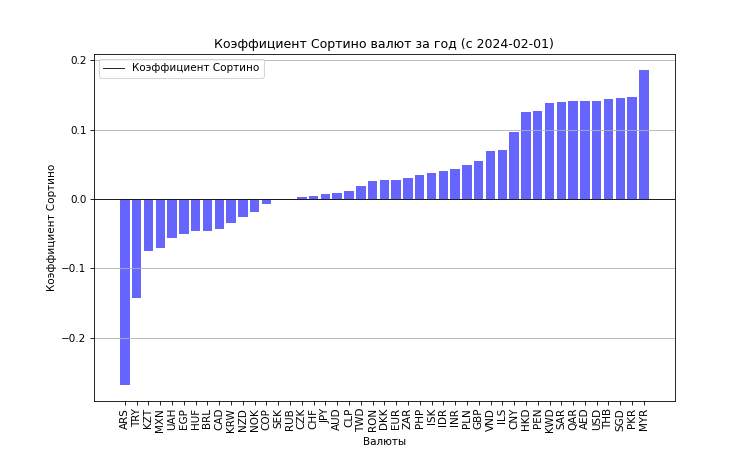 Коэффициент Сортино валют за год (с 2024-02-01)
Коэффициент Сортино
0.2
0.1
0.0
−0.1
−0.2
Коэффициент Сортино
ARS TRY KZT MXN UAH EGP HUF BRL CAD KRW NZD NOK COP SEK RUB CZK CHF JPY AUD CLP TWD RON DKK EUR ZAR PHP ISK IDR INR PLN GBP VND ILS CNY HKD PEN KWD SAR QAR AED USD THB SGD PKR MYR
Валюты